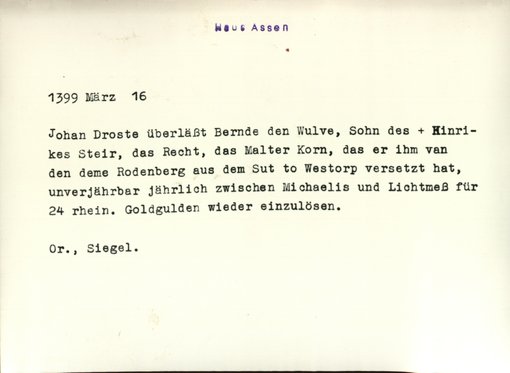 Haus Assen
1399 März 16
Johan Droste überläßt Bernde den Wulve, Sohn des + Hinri-
kes Steir, das Recht, das Malter Korn, das er ihm van
den deme Rodenberg aus dem Sut to Westorp versetzt hat,
unverjährbar jährlich zwischen Michaelis und Lichtmeß für
24 rhein. Goldgulden wieder einzulösen.
Or., Siegel.